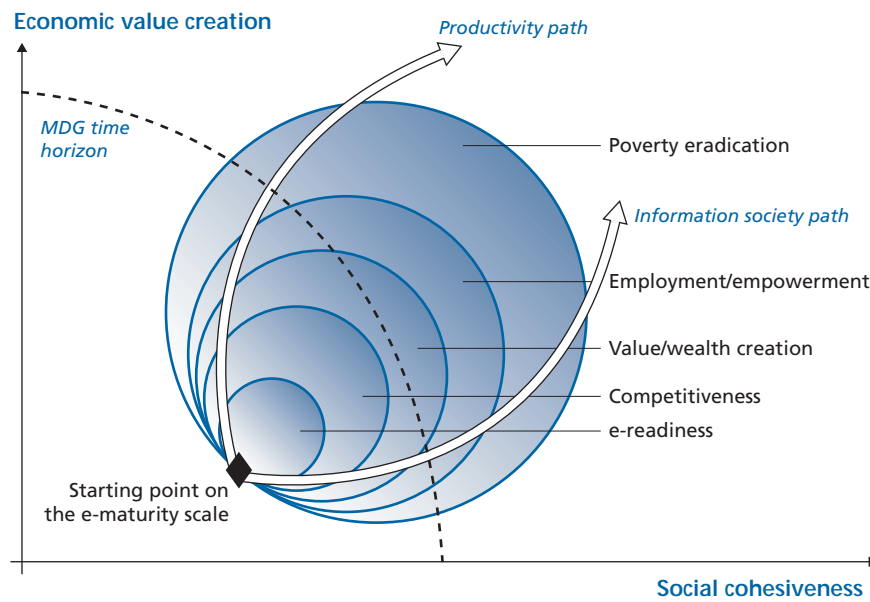 Economic value creation
Productivity path
MDG time
horizon
Poverty eradication
Information society path
Employment/empowerment
Value/wealth creation
Competitiveness
e-readiness
Starting point on
the e-maturity scale
Social cohesiveness